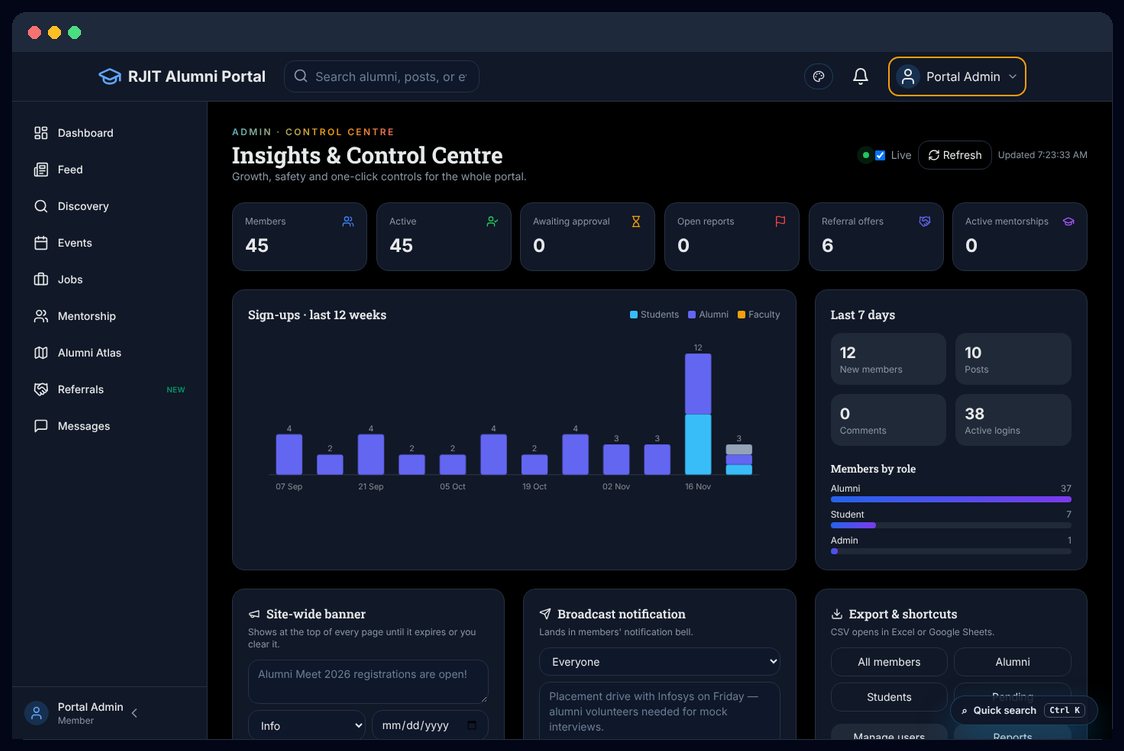 RJIT Alumni Portal
Search alumni, posts, or e
Portal Admin
Dashboard
Feed
Discovery
Events
Jobs
Mentorship
Alumni Atlas
Referrals NEW
Messages
Portal Admin
Member
ADMIN · CONTROL CENTRE
Insights & Control Centre
Growth, safety and one-click controls for the whole portal.
Live
Refresh
Updated 7:23:33 AM
Members
45
Active
45
Awaiting approval
0
Open reports
0
Referral offers
6
Active mentorships
0
Sign-ups · last 12 weeks
Students Alumni Faculty
4 2 4 2 2 4 2 4 3 3 12 3
07 Sep 21 Sep 05 Oct 19 Oct 02 Nov 16 Nov
Last 7 days
12
New members
10
Posts
0
Comments
38
Active logins
Members by role
Alumni 37
Student 7
Admin 1
Site-wide banner
Shows at the top of every page until it expires or you
clear it.
Alumni Meet 2026 registrations are open!
Info
mm/dd/yyyy
Broadcast notification
Lands in members' notification bell.
Everyone
Placement drive with Infosys on Friday —
alumni volunteers needed for mock
interviews.
Export & shortcuts
CSV opens in Excel or Google Sheets.
All members
Alumni
Students
Pending
Quick search Ctrl K
Manage users
Reports